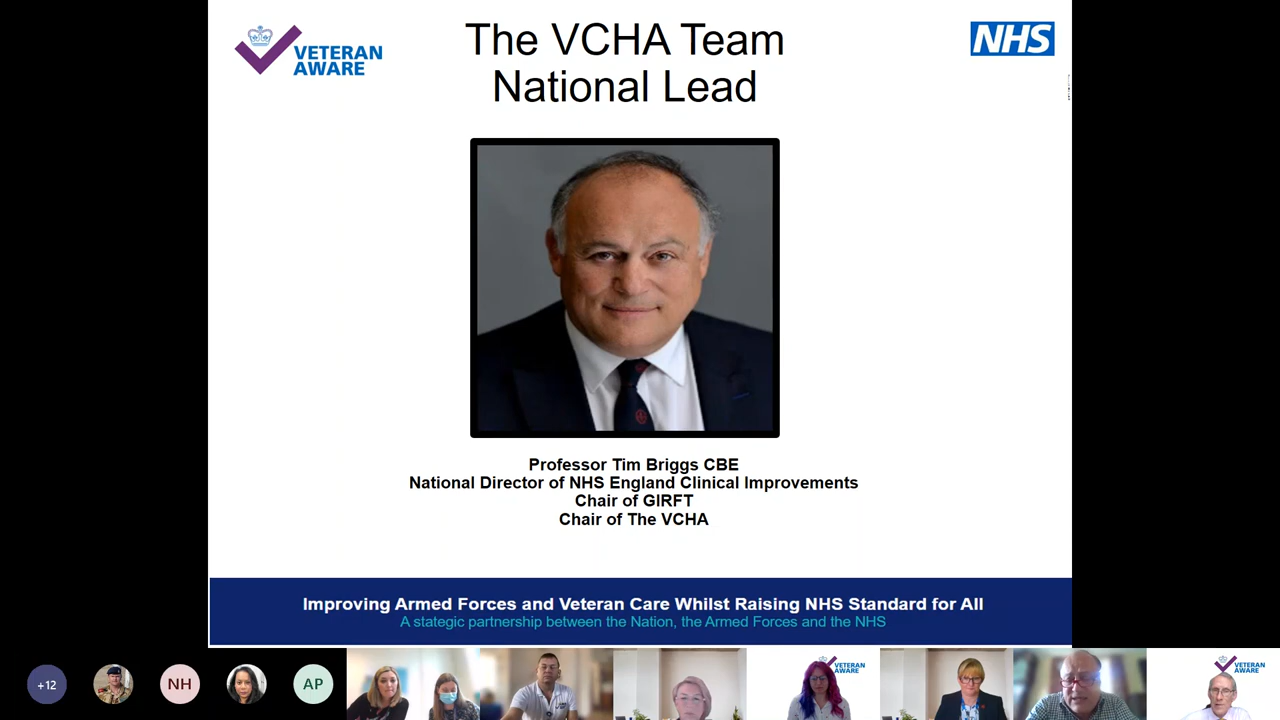 VETERAN
AWARE
The VCHA Team
National Lead
NHS
Professor Tim Briggs CBE
National Director of NHS England Clinical Improvements
Chair of GIRFT
Chair of The VCHA
Improving Armed Forces and Veteran Care Whilst Raising NHS Standard for All
A stategic partnership between the Nation, the Armed Forces and the NHS
+12
NH
AP
VETERAN
AWARE
VETERAN
AWARE